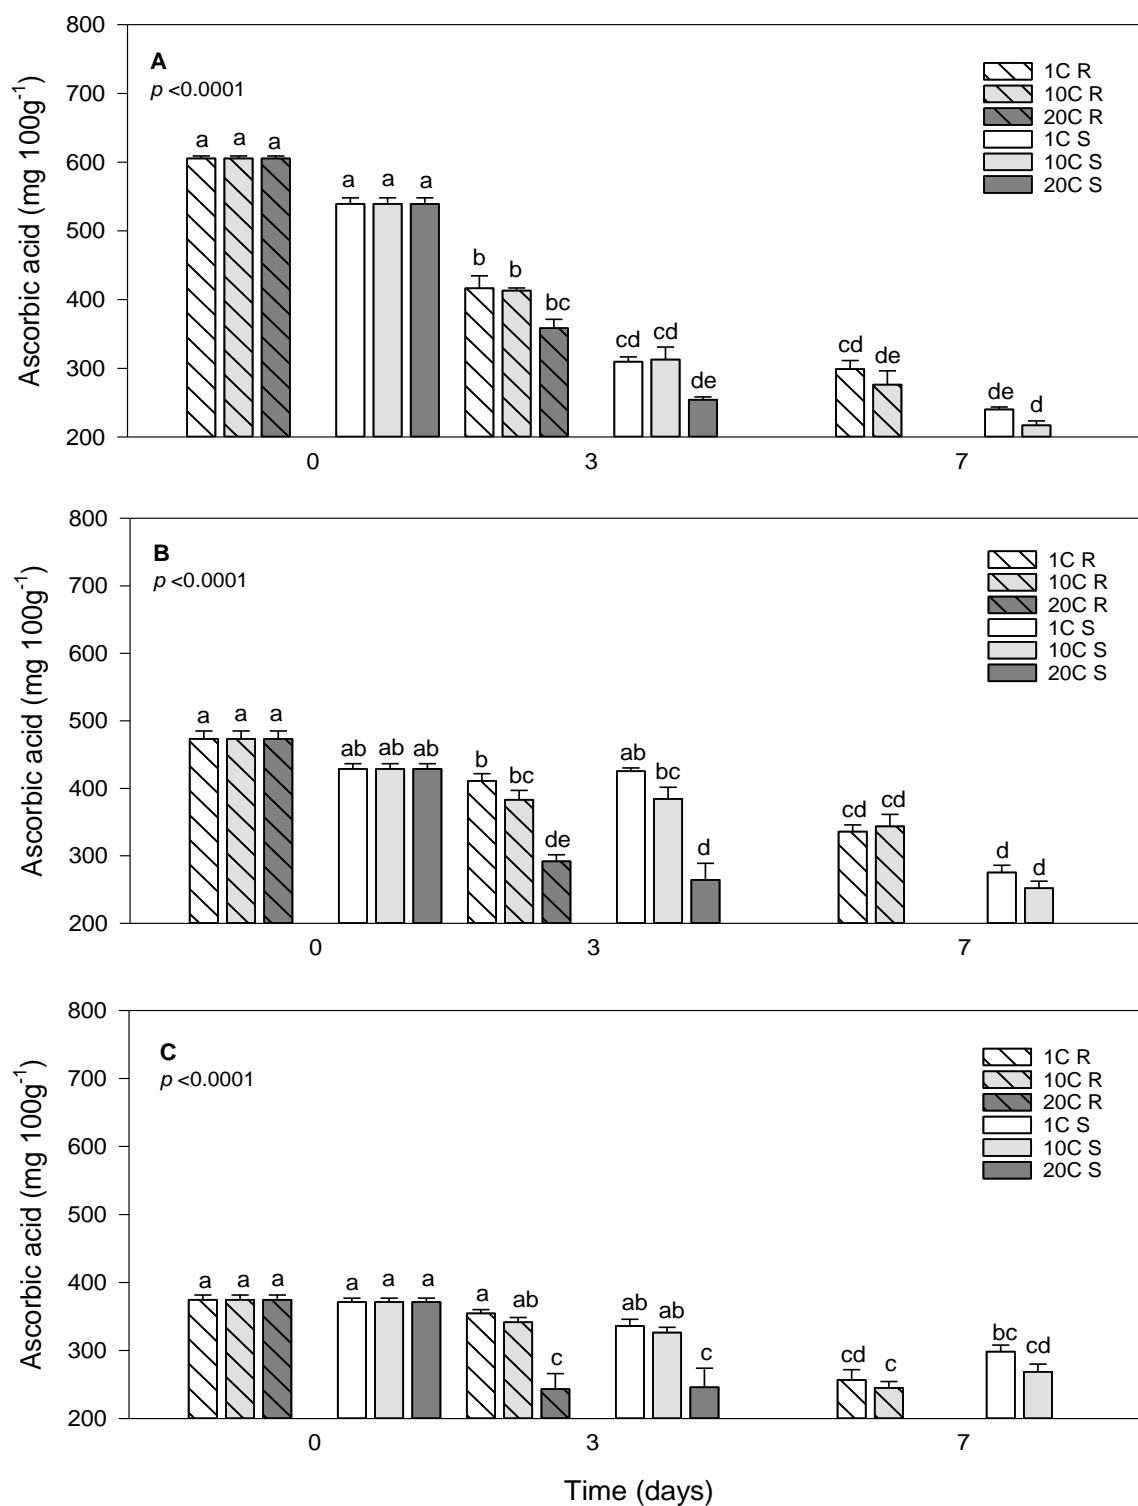 800
A
p <0.0001
1C R
10C R
20C R
1C S
10C S
20C S
700
600
500
400
300
200
Ascorbic acid (mg 100g-1)
a a a
a a a
b b bc
cd cd de
cd de
de d
0 3 7
800
B
p <0.0001
1C R
10C R
20C R
1C S
10C S
20C S
700
600
500
400
300
200
Ascorbic acid (mg 100g-1)
a a a
ab ab ab
b bc de
ab bc d
cd cd
d d
0 3 7
800
C
p <0.0001
1C R
10C R
20C R
1C S
10C S
20C S
700
600
500
400
300
200
Ascorbic acid (mg 100g-1)
a a a
a a a
a ab c
ab ab c
cd c
bc cd
0 3 7
Time (days)